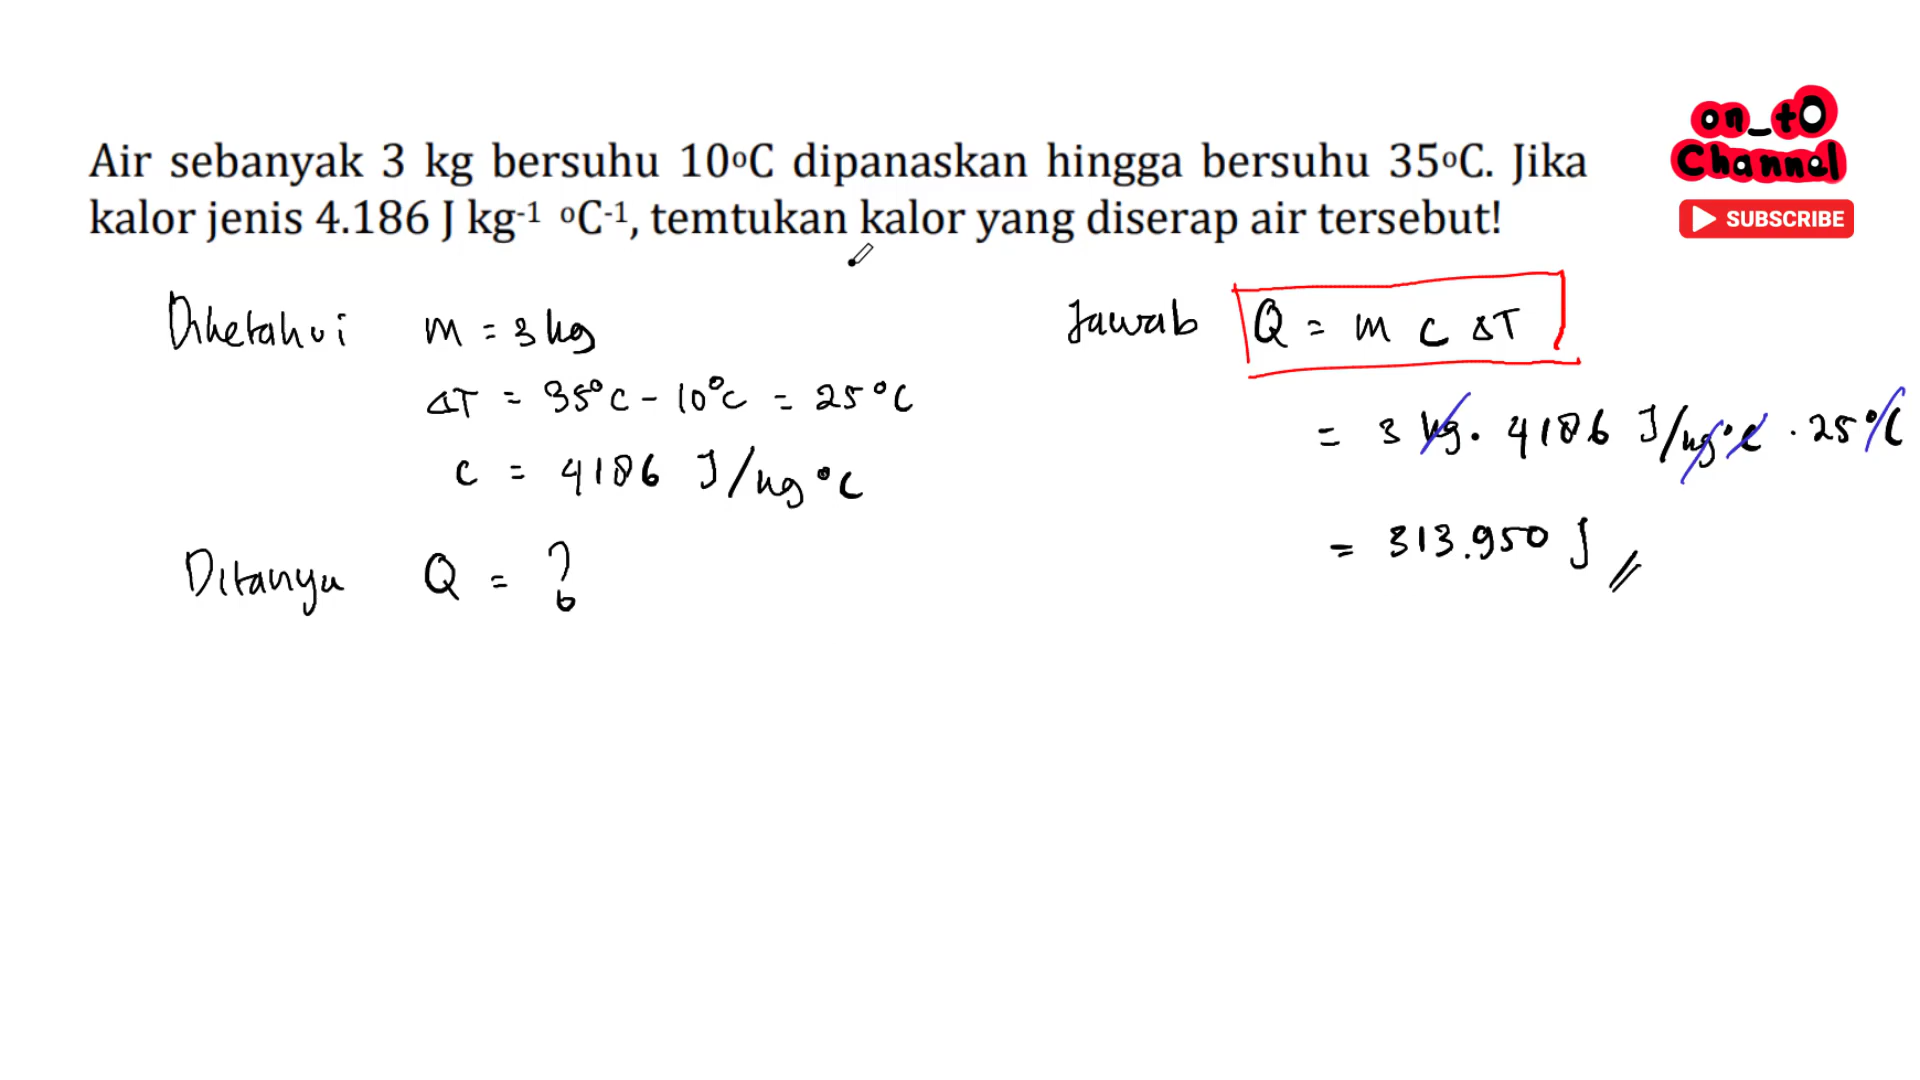 on_tO
Channel
SUBSCRIBE
Air sebanyak 3 kg bersuhu 10oC dipanaskan hingga bersuhu 35oC. Jika
kalor jenis 4.186 J kg-1 oC-1, temtukan kalor yang diserap air tersebut!
Diketahui m = 3 kg
ΔT = 35°C - 10°C = 25°C
c = 4186 J/kg°C
Ditanya Q = ?
Jawab Q = m c ΔT
= 3 kg. 4186 J/kg°C . 25°C
= 313.950 J //